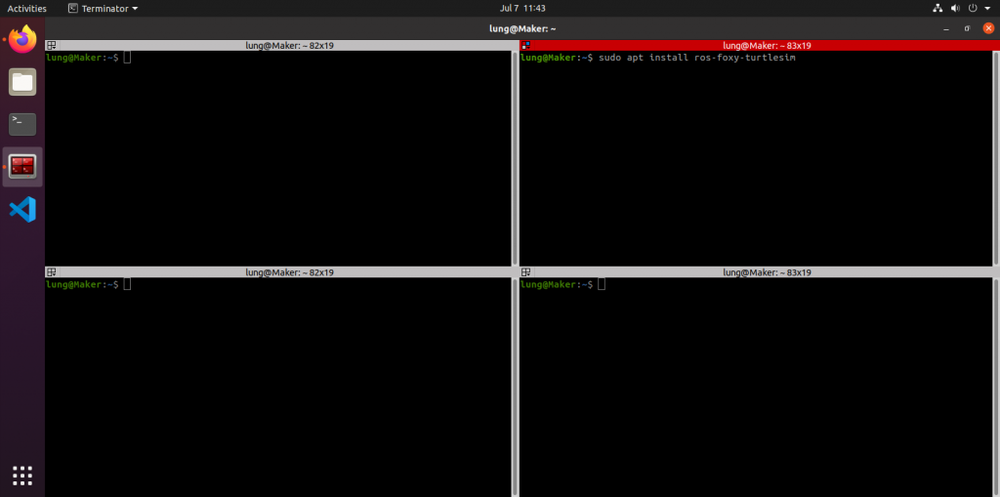 Activities
Terminator
Jul 7 11:43
lung@Maker: ~
lung@Maker: ~ 82x19
lung@Maker:~$
lung@Maker: ~ 83x19
lung@Maker:~$ sudo apt install ros-foxy-turtlesim
lung@Maker: ~ 82x19
lung@Maker:~$
lung@Maker: ~ 83x19
lung@Maker:~$